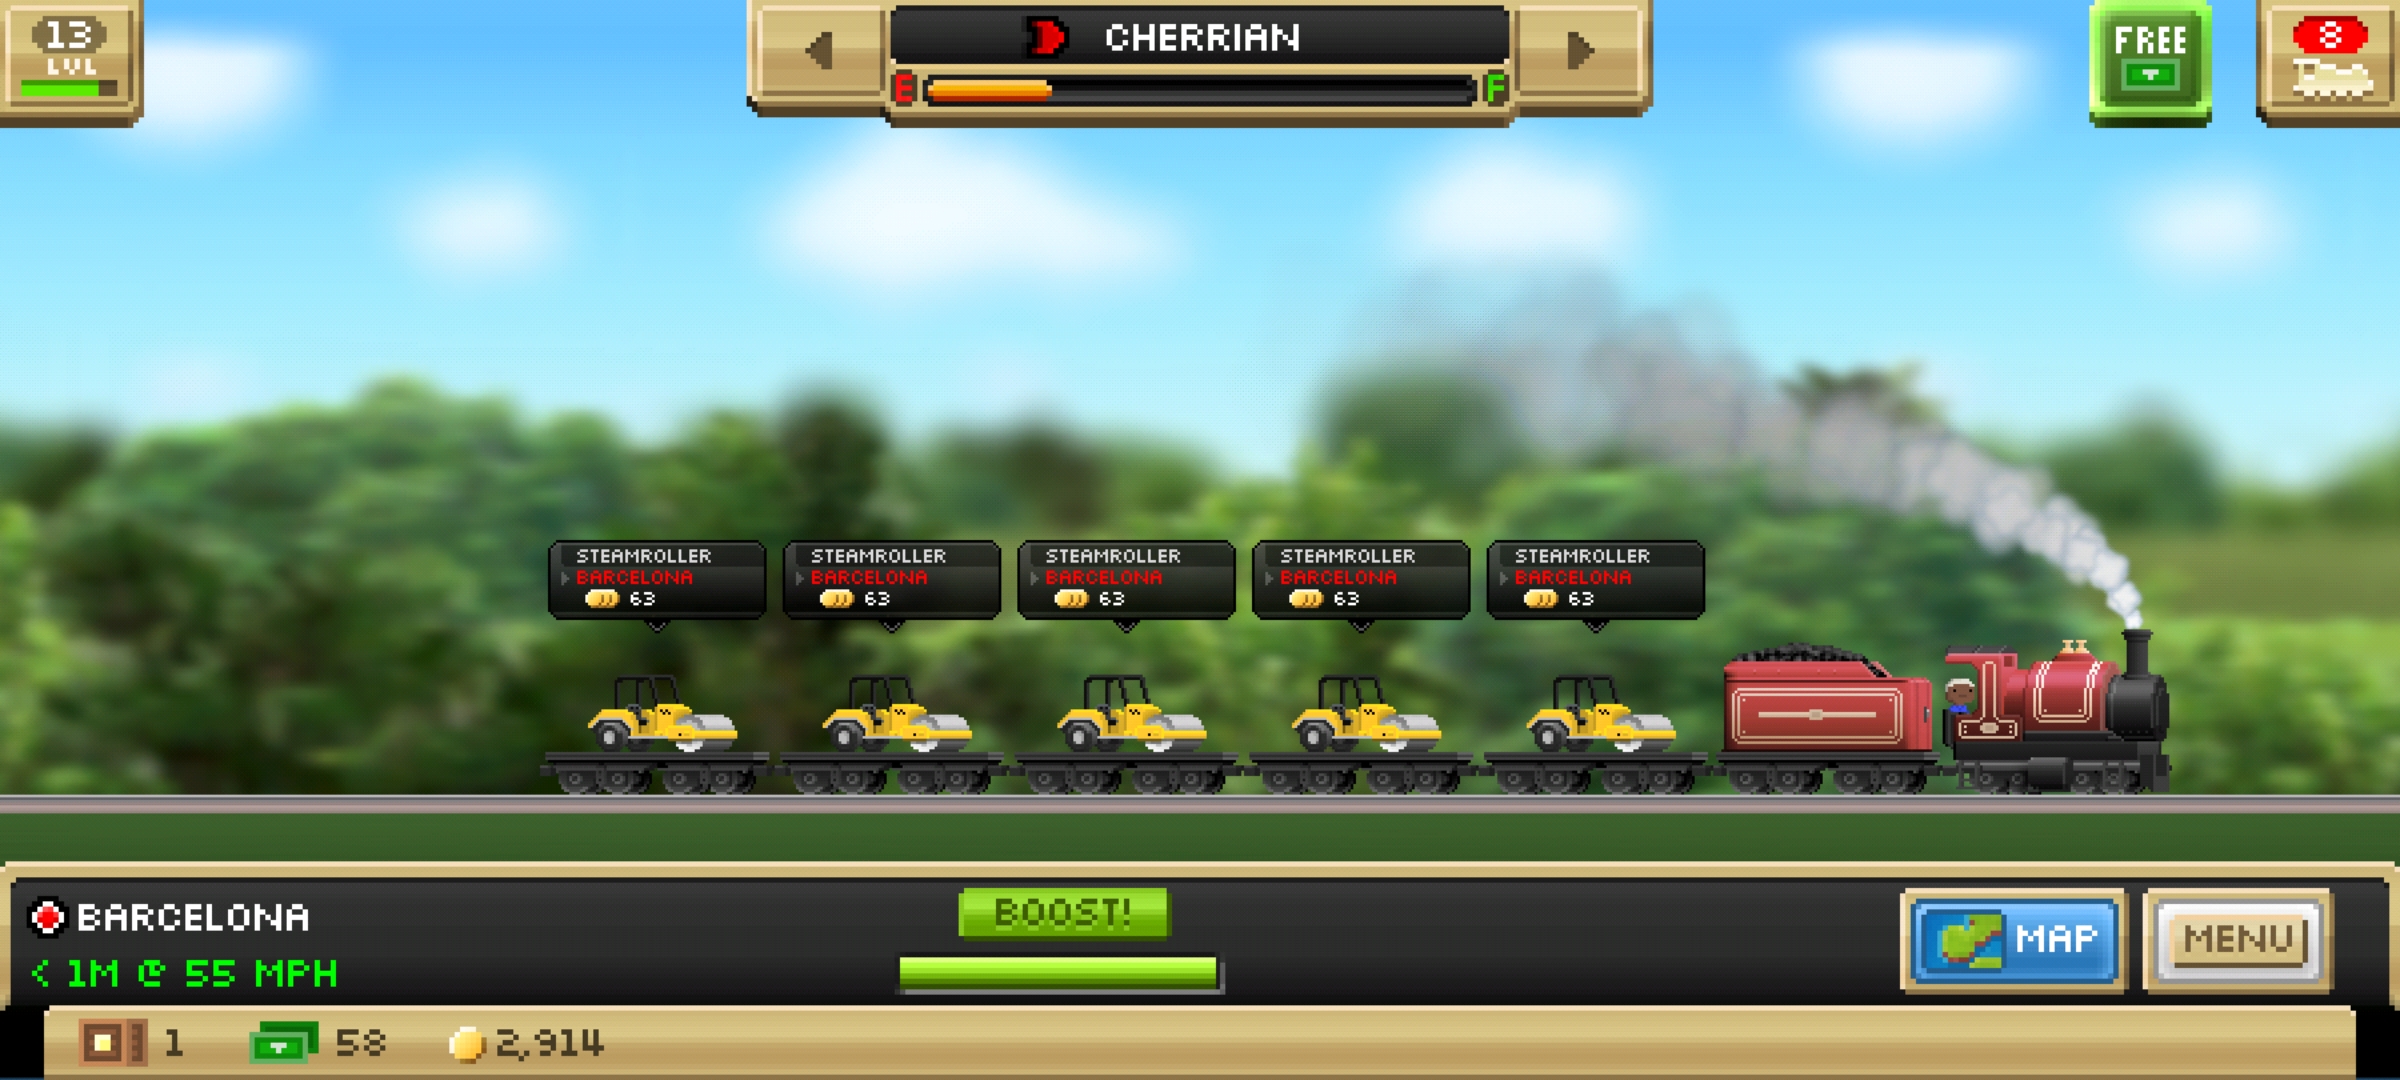 13
LVL
CHERRIAN
E F
FREE
8
STEAMROLLER
BARCELONA
63
STEAMROLLER
BARCELONA
63
STEAMROLLER
BARCELONA
63
STEAMROLLER
BARCELONA
63
STEAMROLLER
BARCELONA
63
BARCELONA
< 1M @ 55 MPH
BOOST!
MAP
MENU
1 58 2,914